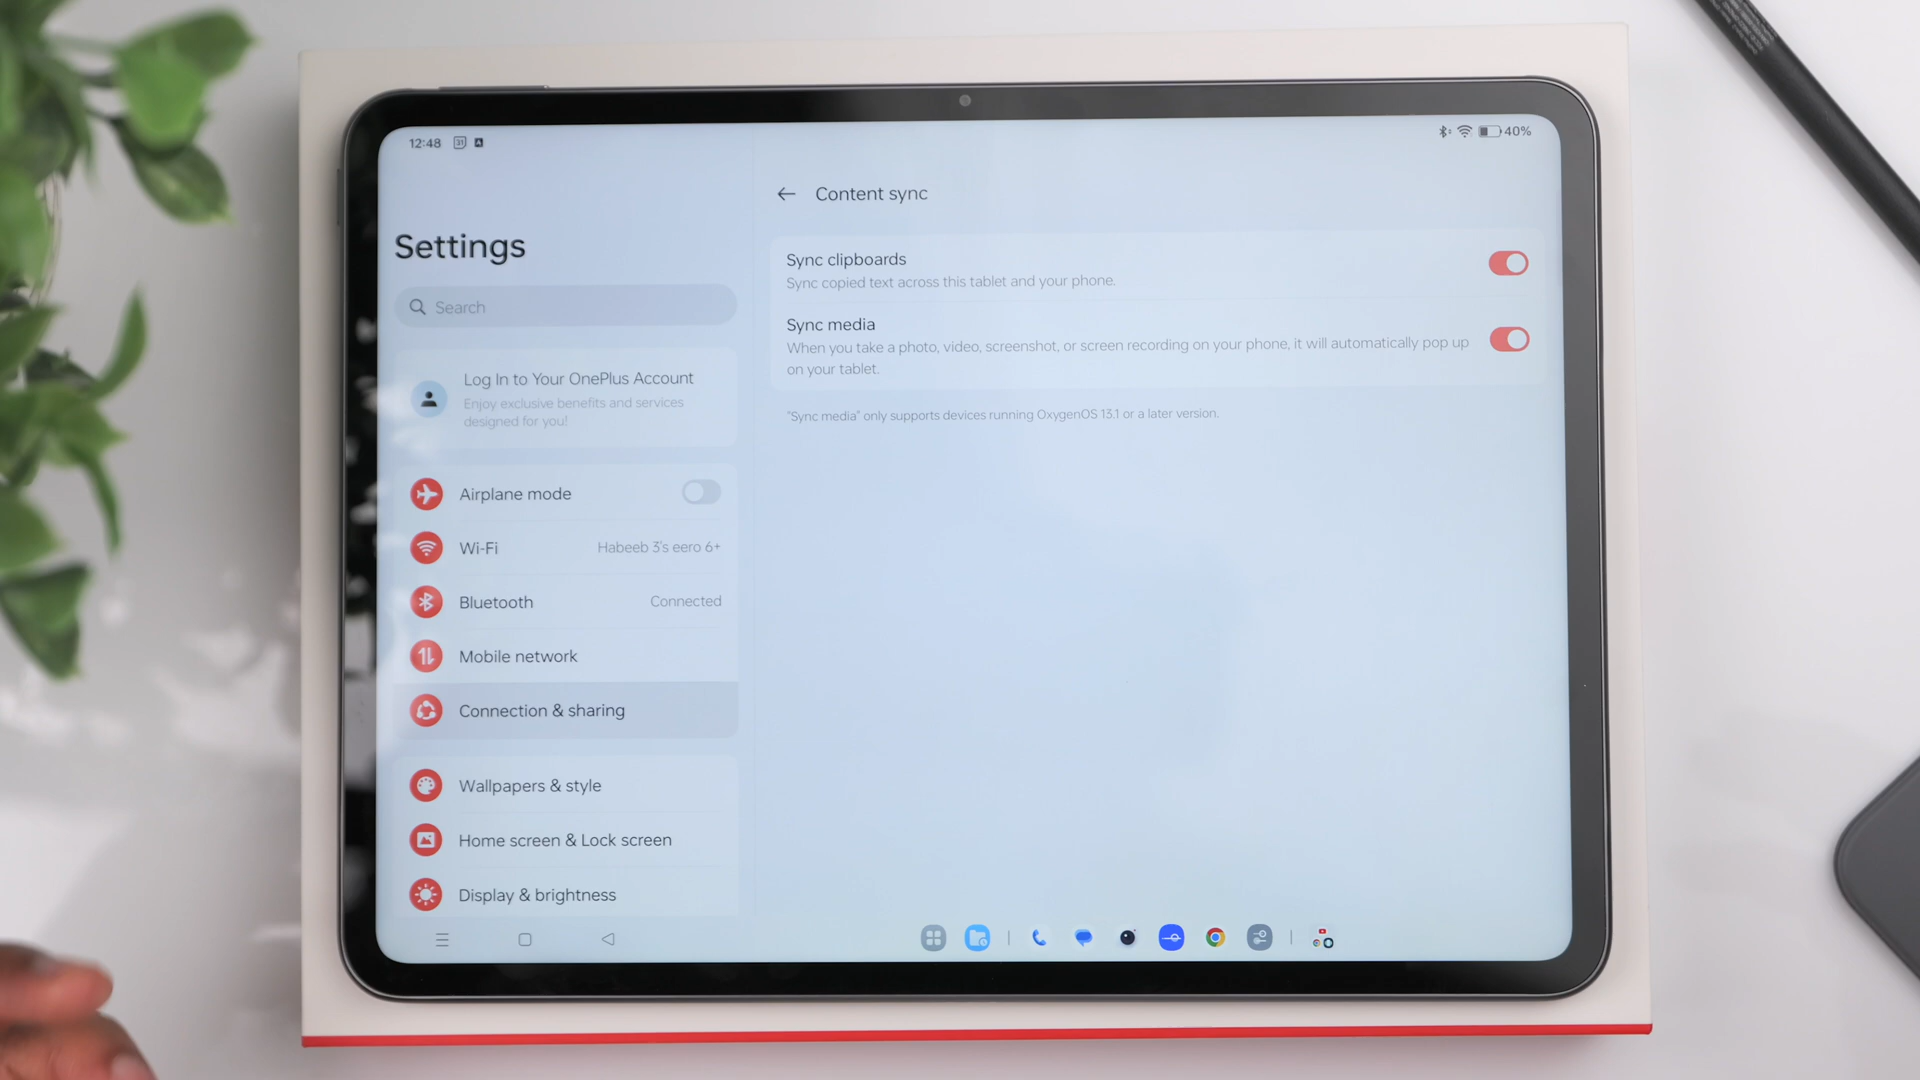 12:48
31
40%
Settings
Search
Log In to Your OnePlus Account
Enjoy exclusive benefits and services
designed for you!
Airplane mode
Wi-Fi
Habeeb 3's eero 6+
Bluetooth
Connected
Mobile network
Connection & sharing
Wallpapers & style
Home screen & Lock screen
Display & brightness
Content sync
Sync clipboards
Sync copied text across this tablet and your phone.
Sync media
When you take a photo, video, screenshot, or screen recording on your phone, it will automatically pop up
on your tablet.
"Sync media" only supports devices running OxygenOS 13.1 or a later version.